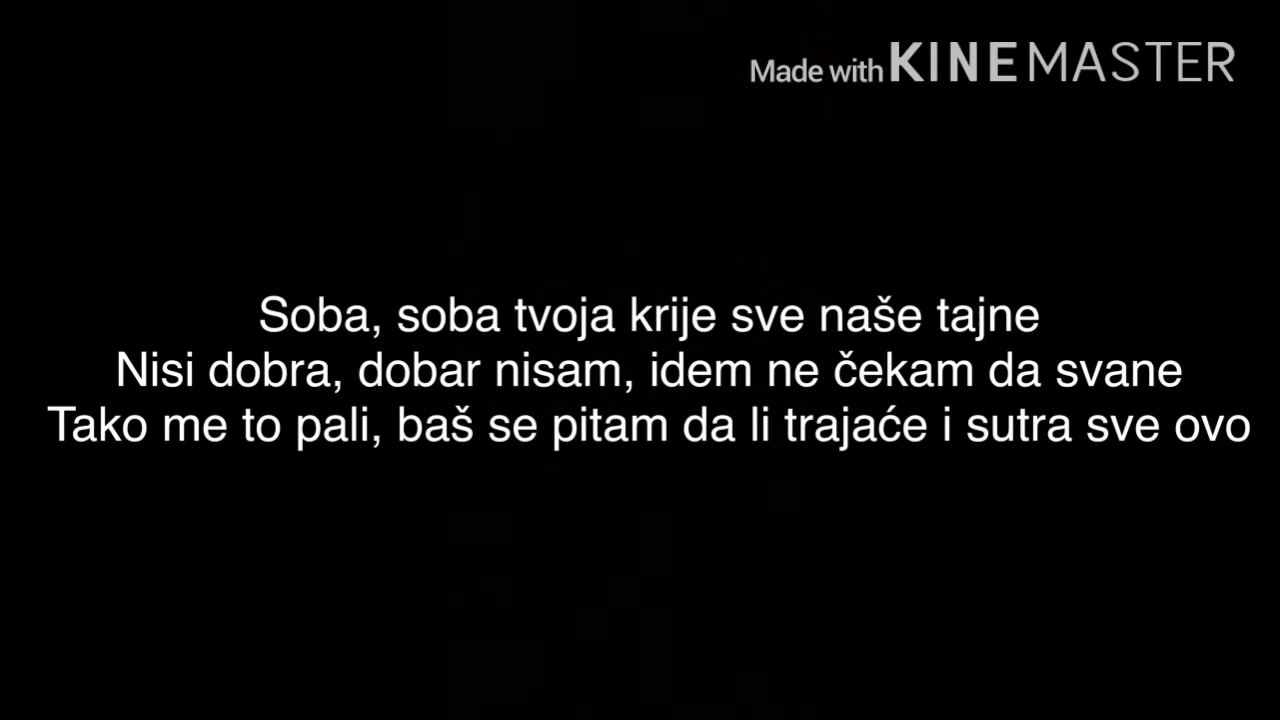 Made with KINEMASTER
Soba, soba tvoja krije sve naše tajne
Nisi dobra, dobar nisam, idem ne čekam da svane
Tako me to pali, baš se pitam da li trajaće i sutra sve ovo